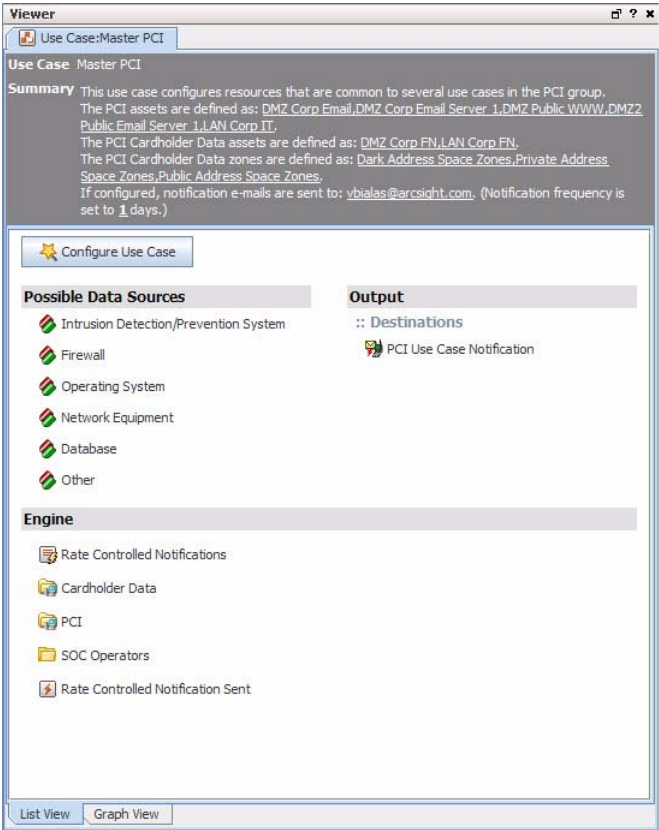 Viewer
Use Case:Master PCI
Use Case Master PCI
Summary This use case configures resources that are common to several use cases in the PCI group.
The PCI assets are defined as: DMZ Corp Email,DMZ Corp Email Server 1,DMZ Public WWW,DMZ2
Public Email Server 1,LAN Corp IT.
The PCI Cardholder Data assets are defined as: DMZ Corp FN,LAN Corp FN.
The PCI Cardholder Data zones are defined as: Dark Address Space Zones,Private Address
Space Zones,Public Address Space Zones.
If configured, notification e-mails are sent to: vbialas@arcsight.com. (Notification frequency is
set to 1 days.)
Configure Use Case
Possible Data Sources
Intrusion Detection/Prevention System
Firewall
Operating System
Network Equipment
Database
Other
Output
:: Destinations
PCI Use Case Notification
Engine
Rate Controlled Notifications
Cardholder Data
PCI
SOC Operators
Rate Controlled Notification Sent
List View Graph View